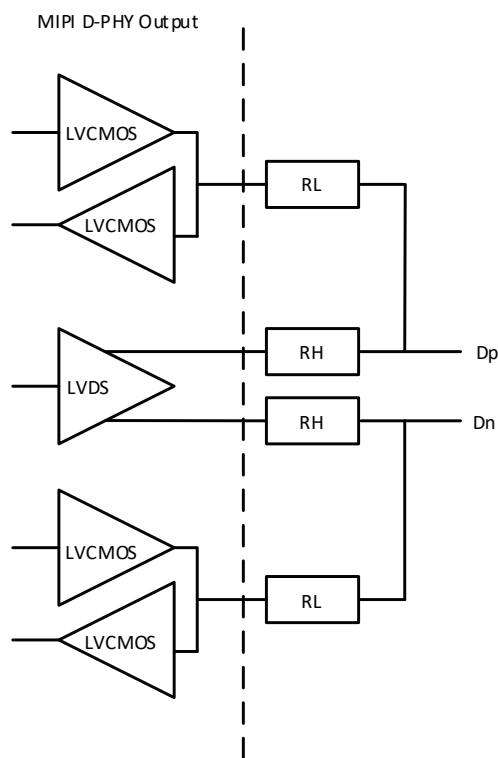 MIPI D-PHY Output
LVCMOS
RL
LVCMOS
RH
Dp
LVDS
RH
Dn
LVCMOS
RL
LVCMOS